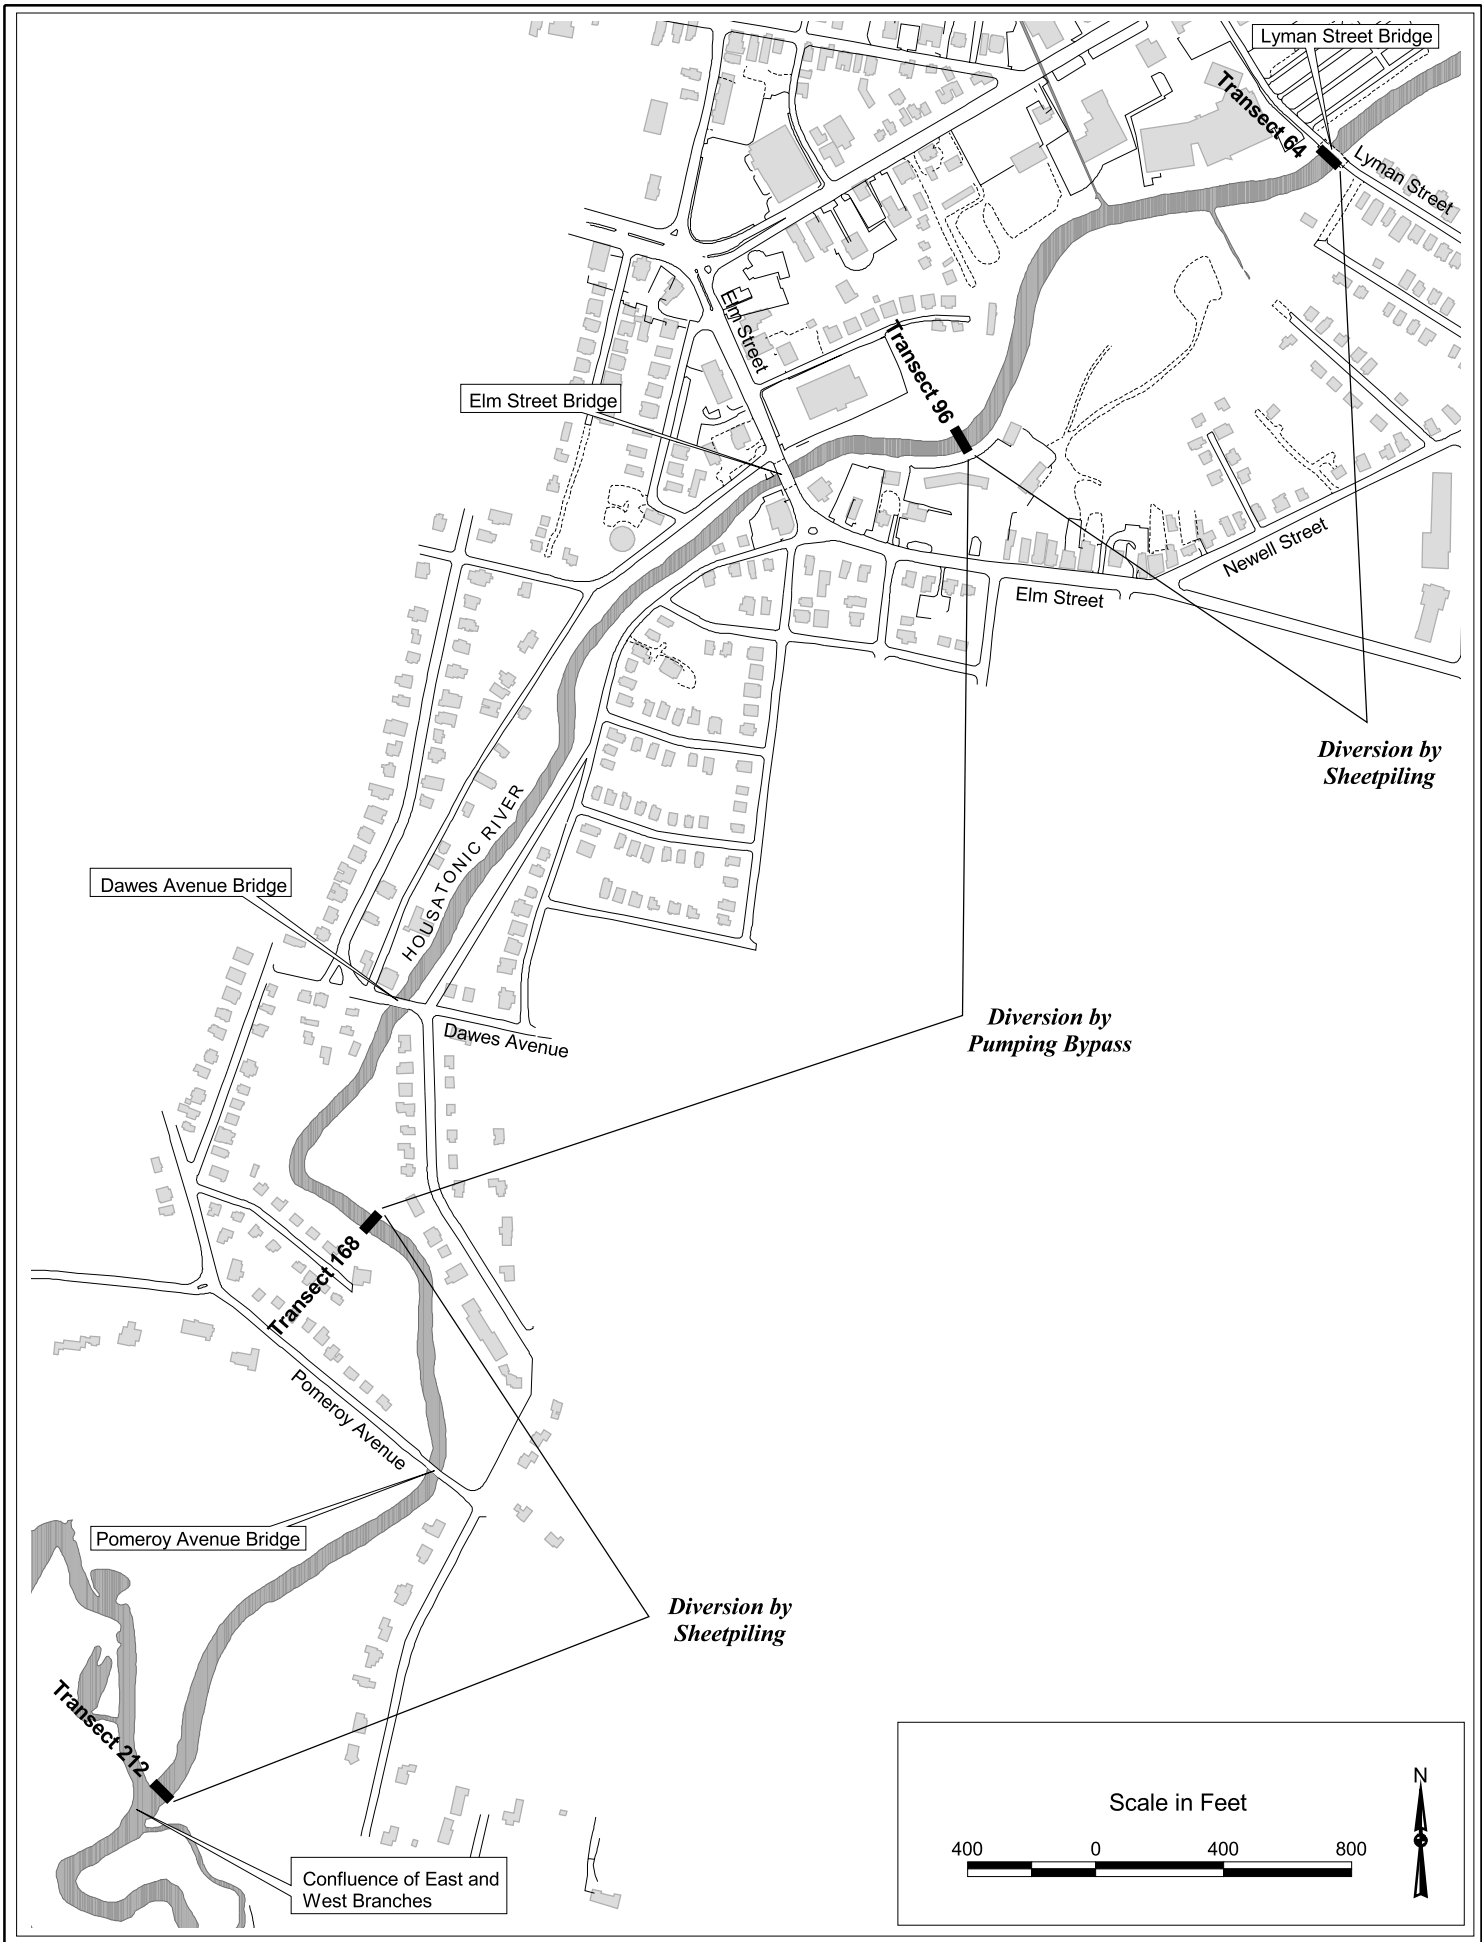 Lyman Street Bridge
Transect 64
Lyman Street
Elm Street
Transect 96
Elm Street Bridge
Newell Street
Elm Street
Diversion by
Sheetpiling
HOUSATONIC RIVER
Dawes Avenue Bridge
Diversion by
Pumping Bypass
Dawes Avenue
Transect 168
Pomeroy Avenue
Pomeroy Avenue Bridge
Diversion by
Sheetpiling
Transect 212
Confluence of East and
West Branches
Scale in Feet
N
400 0 400 800